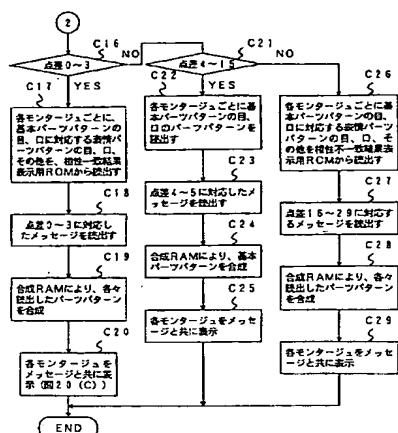 2
C16
点差0~3
NO
C21
点差4~15
NO
C17
YES
各モンタージュごとに、
基本パーツパターンの
目、口に対応する表情パー
ツパターンの目、口、
その他を、相性一致結果
表示用ROMから読出す
C18
点差0~3に対応し
たメッセージを読出す
C19
合成RAMにより、各々
読出したパーツパターン
を合成
C20
各モンタージュを
メッセージと共に表
示(図20(C))
C22
YES
各モンタージュごとに基
本パーツパターンの目、
口のパーツパターンを
読出す
C23
点差4~5に対応したメ
ッセージを読出す
C24
合成RAMにより、基本
パーツパターンを合成
C25
各モンタージュをメッセ
ージと共に表示
C26
各モンタージュごとに基
本パーツパターンの目、
口に対応する表情パーツ
パターンの目、口、そ
の他を相性不一致結果表
示用ROMから読出す
C27
点差16~29に対応す
るメッセージを読出す
C28
合成RAMにより、各々
読出したパーツパターン
を合成
C29
各モンタージュをメッセ
ージと共に表示
END